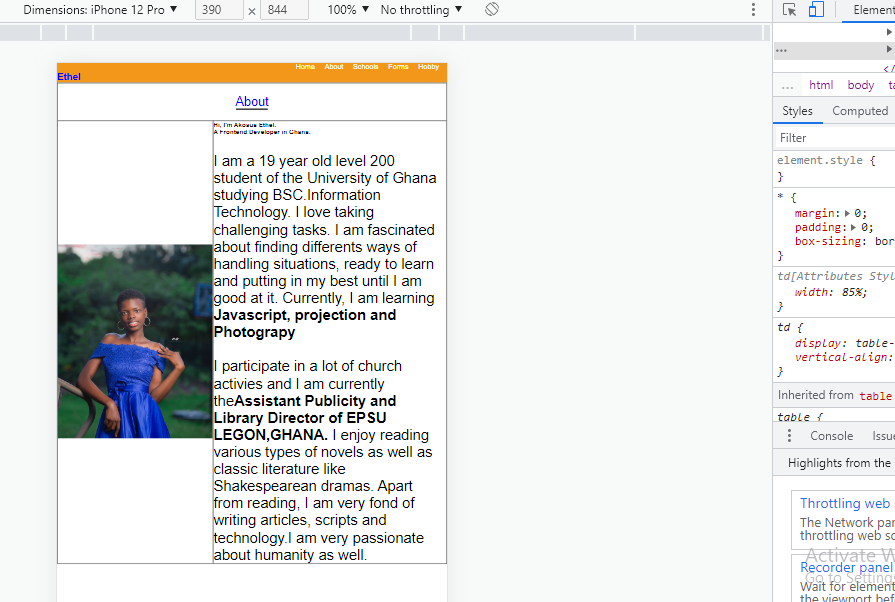 Dimensions: iPhone 12 Pro ▼ 390 × 844 100% ▼ No throttling ▼
Element
Home About Schools Forms Hobby
Ethel
About
Hi, I'm Akosua Ethel.
A Frontend Developer in Ghana.
I am a 19 year old level 200
student of the University of Ghana
studying BSC.Information
Technology. I love taking
challenging tasks. I am fascinated
about finding differents ways of
handling situations, ready to learn
and putting in my best until I am
good at it. Currently, I am learning
Javascript, projection and
Photograpy
I participate in a lot of church
activies and I am currently
theAssistant Publicity and
Library Director of EPSU
LEGON,GHANA. I enjoy reading
various types of novels as well as
classic literature like
Shakespearean dramas. Apart
from reading, I am very fond of
writing articles, scripts and
technology.I am very passionate
about humanity as well.
...
</
... html body ta
Styles Computed
Filter
element.style {
}
* {
margin: 0;
padding: 0;
box-sizing: bor
}
td[Attributes Styl
width: 85%;
}
td {
display: table-
vertical-align:
}
Inherited from table
table {
Console Issue
Highlights from the
Throttling web
The Network par
throttling web so
Activate W
Recorder panel
Go to Settings
Wait for element
the viewport bef